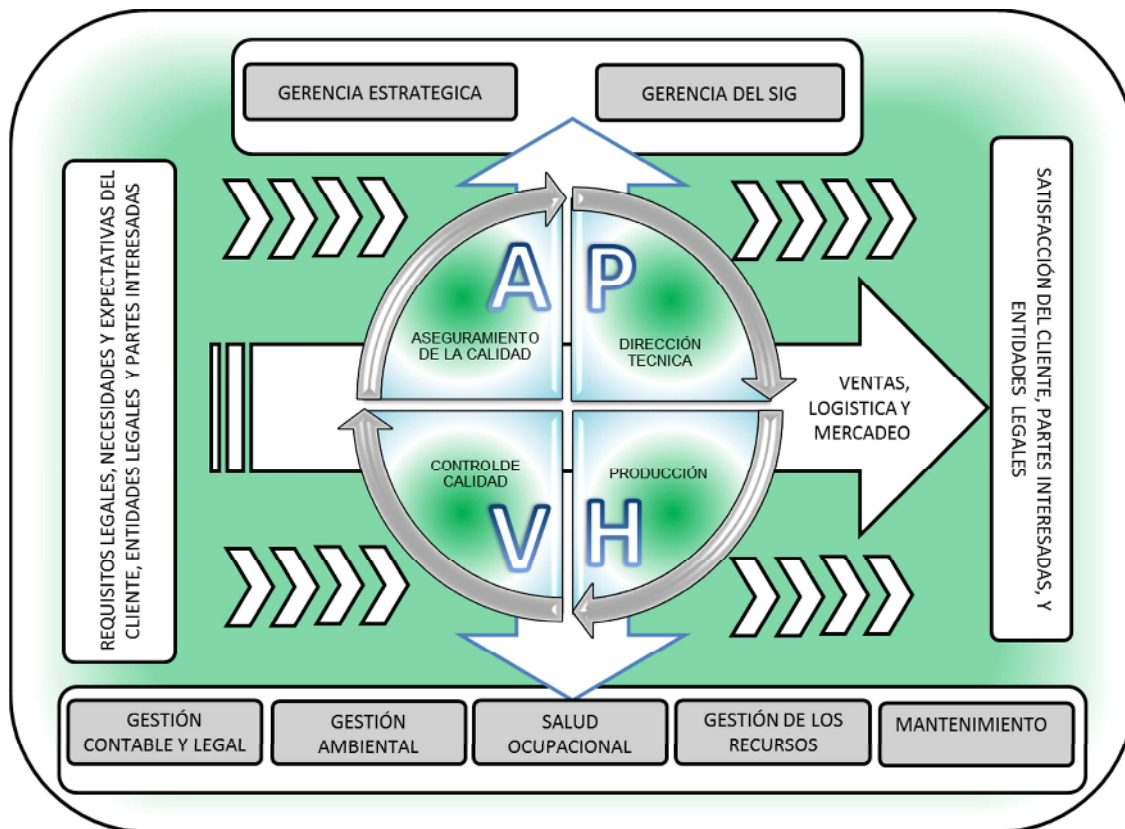 GERENCIA ESTRATEGICA
GERENCIA DEL SIG
REQUISITOS LEGALES, NECESIDADES Y EXPECTATIVAS DEL
CLIENTE, ENTIDADES LEGALES Y PARTES INTERESADAS
A
P
ASEGURAMIENTO
DE LA CALIDAD
DIRECCIÓN
TECNICA
VENTAS,
LOGISTICA Y
MERCADEO
CONTROLDE
CALIDAD
PRODUCCIÓN
V
H
SATISFACCIÓN DEL CLIENTE, PARTES INTERESADAS, Y
ENTIDADES LEGALES
GESTIÓN
CONTABLE Y LEGAL
GESTIÓN
AMBIENTAL
SALUD
OCUPACIONAL
GESTIÓN DE LOS
RECURSOS
MANTENIMIENTO